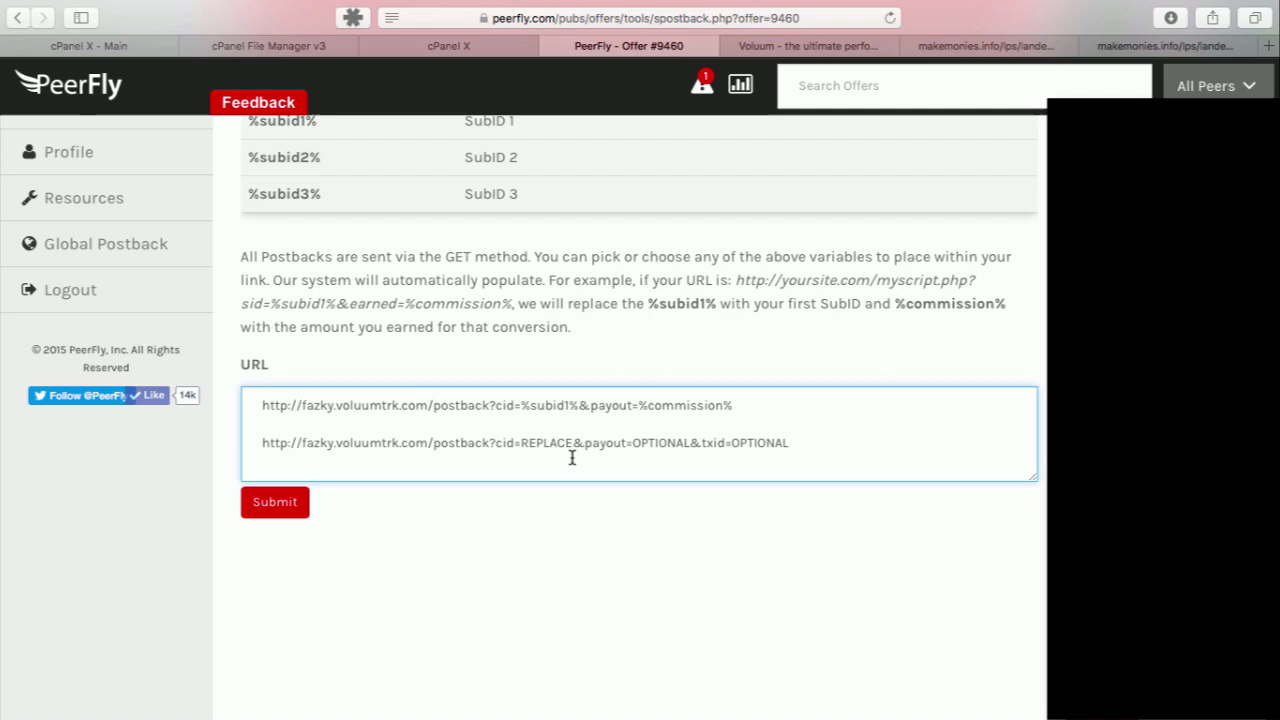 peerfly.com/pubs/offers/tools/spostback.php?offer=9460
cPanel X - Main
cPanel File Manager v3
cPanel X
PeerFly - Offer #9460
Voluum - the ultimate perfo...
makemonies.info/lps/lande...
makemonies.info/lps/lande...
PeerFly
Feedback
1
Search Offers
All Peers
%subid1% SubID 1
%subid2% SubID 2
%subid3% SubID 3
Profile
Resources
Global Postback
Logout
© 2015 PeerFly, Inc. All Rights
Reserved
Follow @PeerFly
Like
14k
All Postbacks are sent via the GET method. You can pick or choose any of the above variables to place within your
link. Our system will automatically populate. For example, if your URL is: http://yoursite.com/myscript.php?
sid=%subid1%&earned=%commission%, we will replace the %subid1% with your first SubID and %commission%
with the amount you earned for that conversion.
URL
http://fazky.voluumtrk.com/postback?cid=%subid1%&payout=%commission%
http://fazky.voluumtrk.com/postback?cid=REPLACE&payout=OPTIONAL&txid=OPTIONAL
Submit